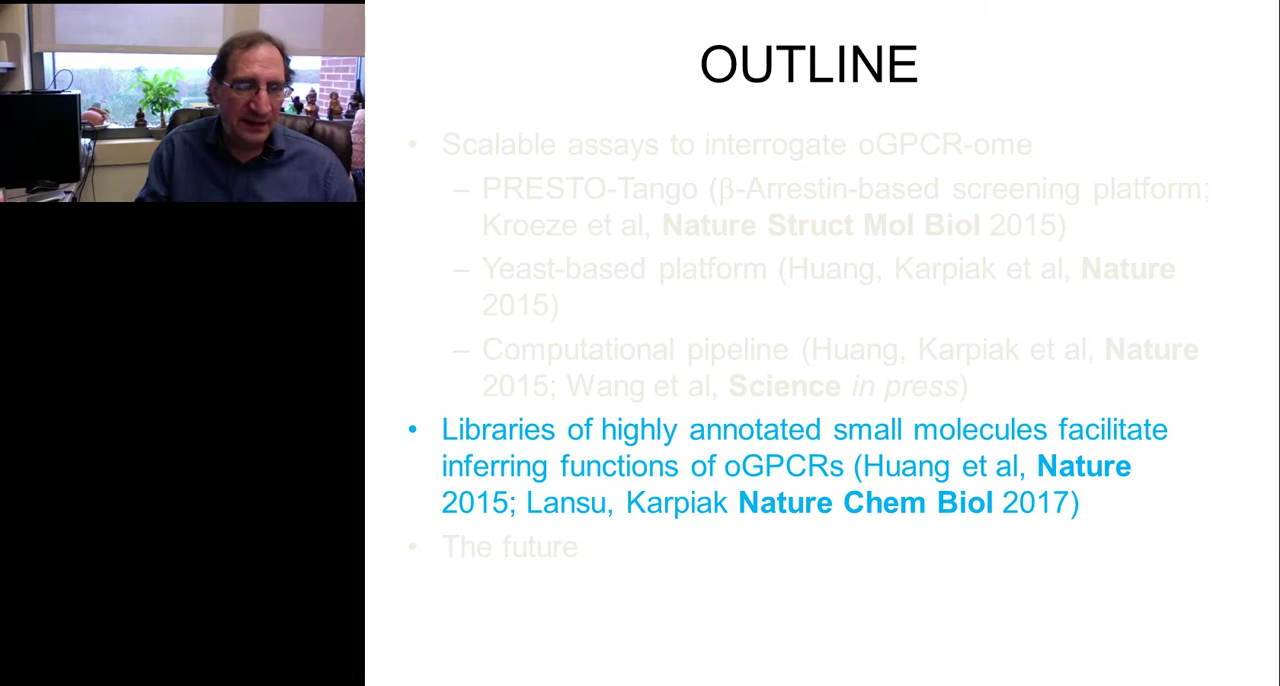 OUTLINE
• Scalable assays to interrogate oGPCR-ome
– PRESTO-Tango (β-Arrestin-based screening platform;
Kroeze et al, Nature Struct Mol Biol 2015)
– Yeast-based platform (Huang, Karpiak et al, Nature
2015)
– Computational pipeline (Huang, Karpiak et al, Nature
2015; Wang et al, Science in press)
• Libraries of highly annotated small molecules facilitate
inferring functions of oGPCRs (Huang et al, Nature
2015; Lansu, Karpiak Nature Chem Biol 2017)
• The future